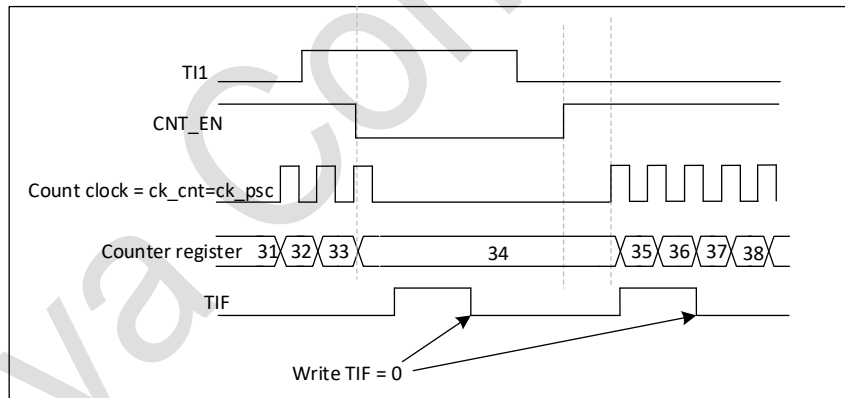 TI1
CNT_EN
Count clock = ck_cnt=ck_psc
Counter register 31 32 33 34 35 36 37 38
TIF
Write TIF = 0